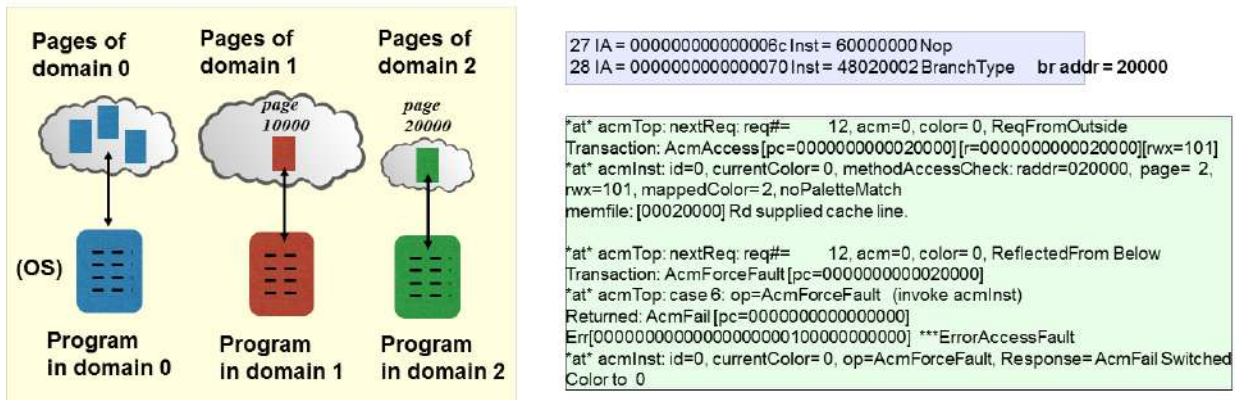 Pages of domain 0
Pages of domain 1
Pages of domain 2
page 10000
page 20000
(OS)
Program in domain 0
Program in domain 1
Program in domain 2
27 IA = 000000000000006c Inst = 60000000 Nop
28 IA = 0000000000000070 Inst = 48020002 BranchType br addr = 20000
*at* acmTop: nextReq: req#= 12, acm=0, color= 0, ReqFromOutside
Transaction: AcmAccess [pc=0000000000020000] [r=0000000000020000][rwx=101]
*at* acmInst: id=0, currentColor= 0, methodAccessCheck: raddr=020000, page= 2,
rwx=101, mappedColor= 2, noPaletteMatch
memfile: [00020000] Rd supplied cache line.
*at* acmTop: nextReq: req#= 12, acm=0, color= 0, ReflectedFrom Below
Transaction: AcmForceFault [pc=0000000000020000]
*at* acmTop: case 6: op=AcmForceFault (invoke acmInst)
Returned: AcmFail [pc=0000000000000000]
Err[00000000000000000000100000000000] ***ErrorAccessFault
*at* acmInst: id=0, currentColor= 0, op=AcmForceFault, Response= AcmFail Switched
Color to 0